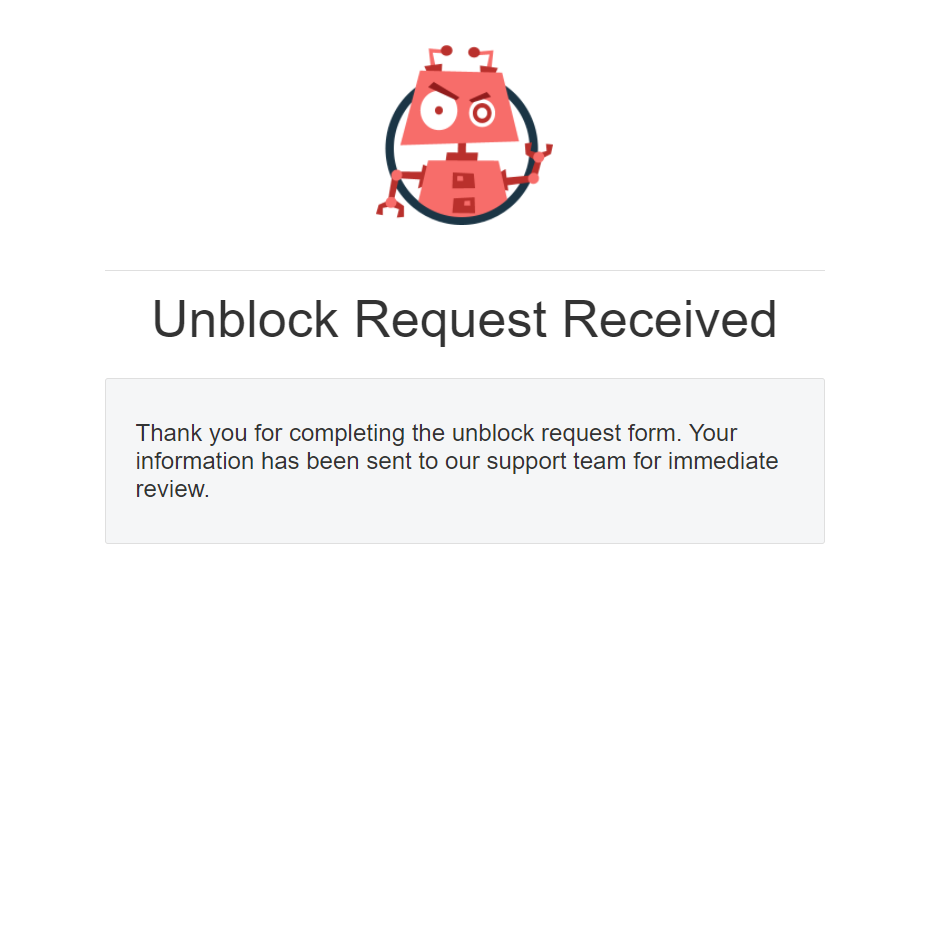 Unblock Request Received
Thank you for completing the unblock request form. Your
information has been sent to our support team for immediate
review.